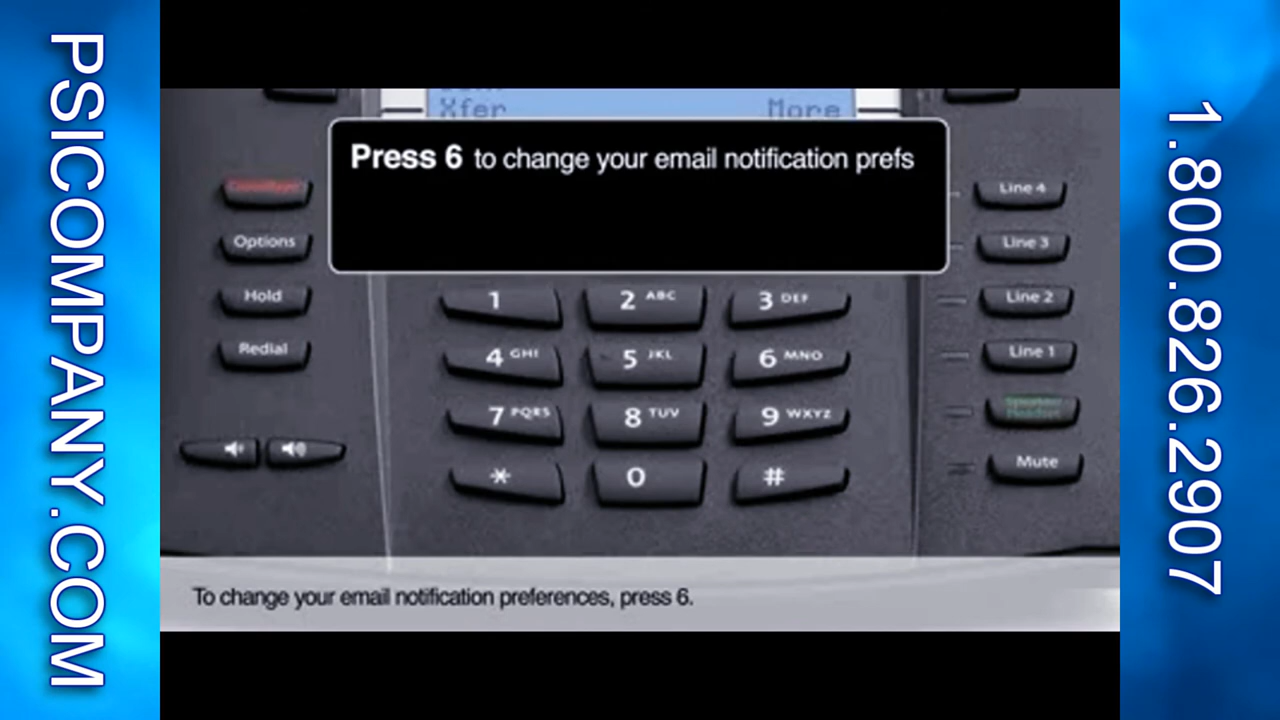 PSICOMPANY.COM
Xfer More
Press 6 to change your email notification prefs
Options
Hold
Redial
1
2 ABC
3 DEF
4 GHI
5 JKL
6 MNO
7 PQRS
8 TUV
9 WXYZ
*
0
#
Line 4
Line 3
Line 2
Line 1
Speaker/
Headset
Mute
To change your email notification preferences, press 6.
1.800.826.2907